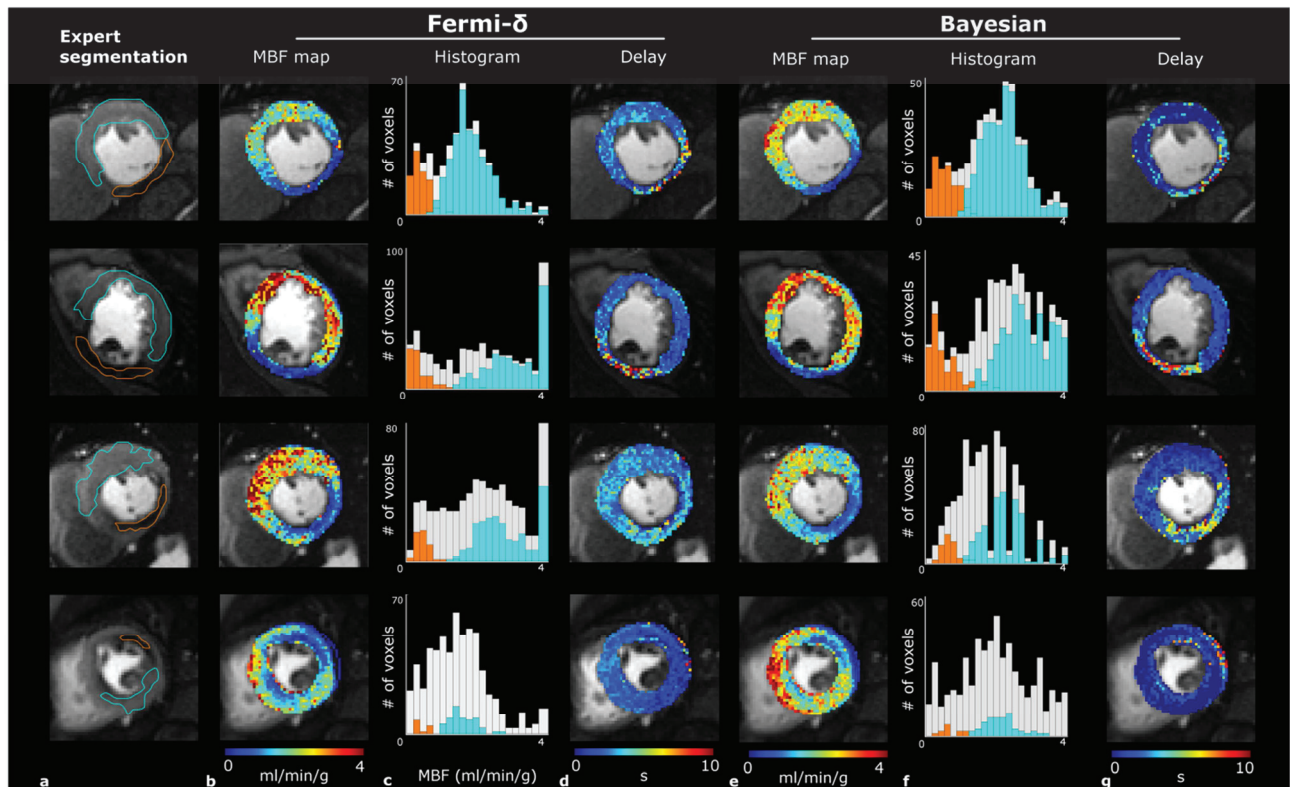 Fermi-δ
Bayesian
Expert
segmentation
MBF map
Histogram
Delay
MBF map
Histogram
Delay
70
# of voxels
0
4
50
# of voxels
0
4
100
# of voxels
0
4
45
# of voxels
0
4
80
# of voxels
0
4
80
# of voxels
0
4
70
# of voxels
0
4
60
# of voxels
0
4
0
4
ml/min/g
MBF (ml/min/g)
0
10
s
0
4
ml/min/g
0
10
s
a
b
c
d
e
f
g